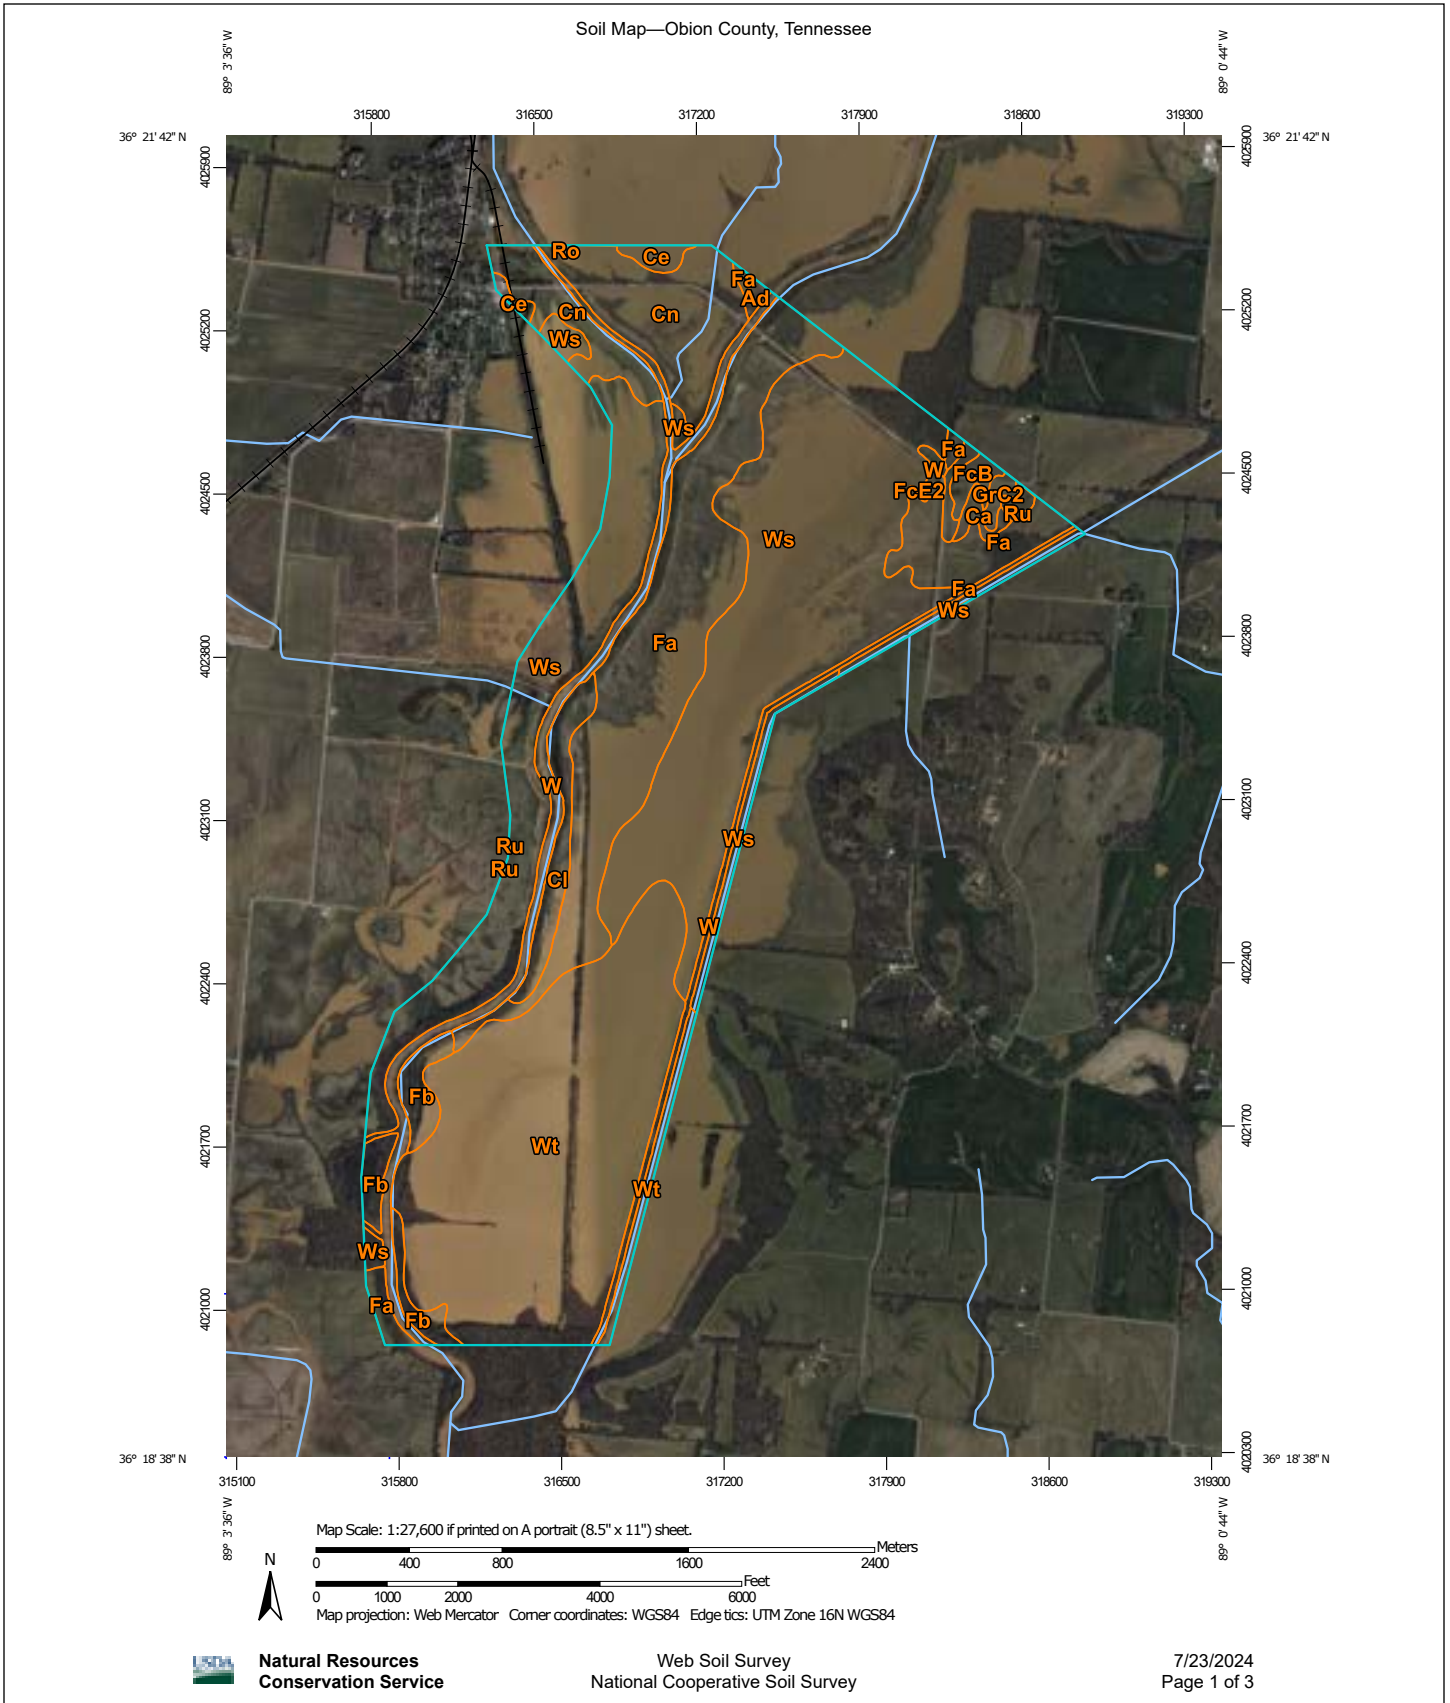 Soil Map—Obion County, Tennessee
89° 3' 36'' W
89° 0' 44'' W
315800 316500 317200 317900 318600 319300
36° 21' 42'' N
36° 21' 42'' N
4025900
4025900
Ro
Ce
Fa
Ad
Ce
Cn
Cn
4025200
4025200
Ws
Ws
Fa
W
FcB
4024500
4024500
FcE2
GrC2
Ca
Ru
Ws
Fa
Fa
Ws
4023800
4023800
Fa
Ws
W
4023100
4023100
Ws
Ru
Ru
Cl
W
4022400
4022400
Fb
Wt
4021700
4021700
Fb
Wt
Ws
Fa
4021000
4021000
Fb
4020300
36° 18' 38'' N
36° 18' 38'' N
315100 315800 316500 317200 317900 318600 319300
89° 3' 36'' W
89° 0' 44'' W
Map Scale: 1:27,600 if printed on A portrait (8.5" x 11") sheet.
Meters
0 400 800 1600 2400
Feet
0 1000 2000 4000 6000
N
Map projection: Web Mercator Corner coordinates: WGS84 Edge tics: UTM Zone 16N WGS84
USDA
Natural Resources
Conservation Service
Web Soil Survey
National Cooperative Soil Survey
7/23/2024
Page 1 of 3